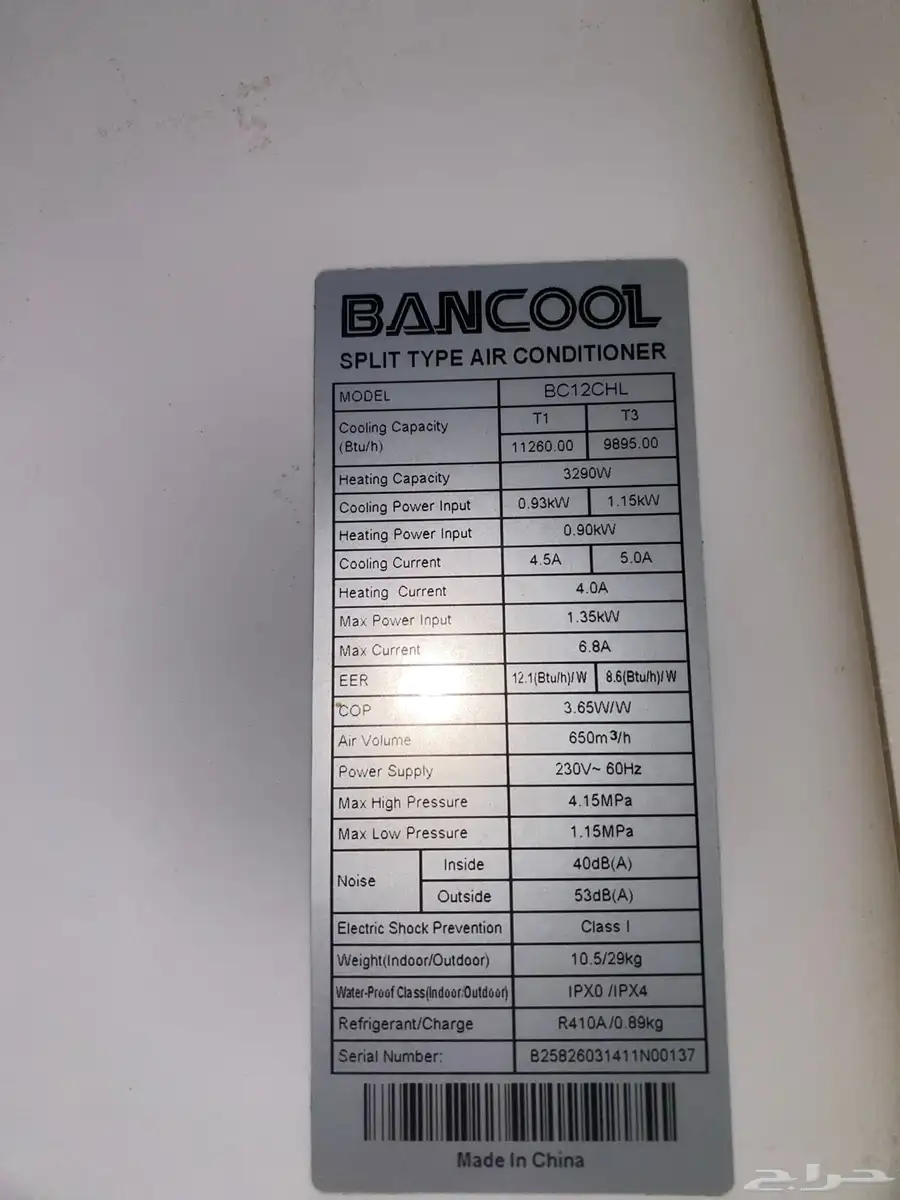 BANCOOL
SPLIT TYPE AIR CONDITIONER
MODEL BC12CHL
Cooling Capacity (Btu/h) T1 T3
11260.00 9895.00
Heating Capacity 3290W
Cooling Power Input 0.93kW 1.15kW
Heating Power Input 0.90kW
Cooling Current 4.5A 5.0A
Heating Current 4.0A
Max Power Input 1.35kW
Max Current 6.8A
EER 12.1(Btu/h)/W 8.6(Btu/h)/W
COP 3.65W/W
Air Volume 650m³/h
Power Supply 230V~ 60Hz
Max High Pressure 4.15MPa
Max Low Pressure 1.15MPa
Noise Inside 40dB(A)
Outside 53dB(A)
Electric Shock Prevention Class I
Weight(Indoor/Outdoor) 10.5/29kg
Water-Proof Class(Indoor/Outdoor) IPX0 /IPX4
Refrigerant/Charge R410A/0.89kg
Serial Number: B25826031411N00137
Made In China
حراج